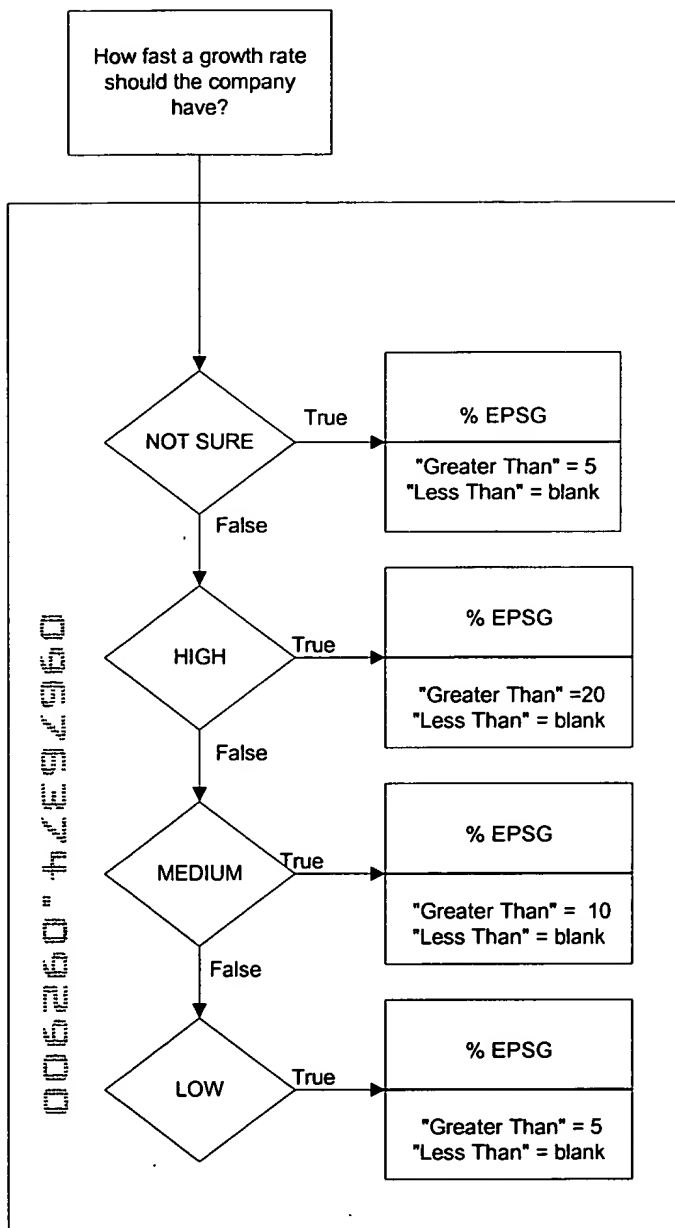 How fast a growth rate
should the company
have?
NOT SURE
True
% EPSG
"Greater Than" = 5
"Less Than" = blank
False
HIGH
True
% EPSG
"Greater Than" =20
"Less Than" = blank
False
MEDIUM
True
% EPSG
"Greater Than" = 10
"Less Than" = blank
False
LOW
True
% EPSG
"Greater Than" = 5
"Less Than" = blank
09676374.092900